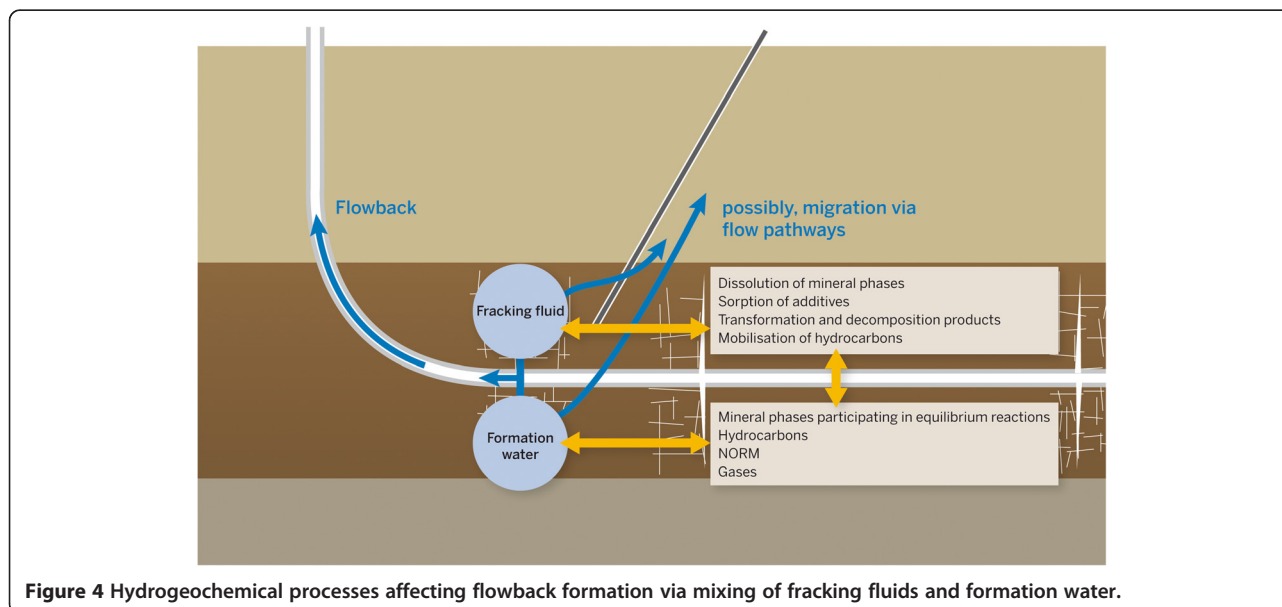 Flowback
possibly, migration via
flow pathways
Fracking fluid
Dissolution of mineral phases
Sorption of additives
Transformation and decomposition products
Mobilisation of hydrocarbons
Formation
water
Mineral phases participating in equilibrium reactions
Hydrocarbons
NORM
Gases
Figure 4 Hydrogeochemical processes affecting flowback formation via mixing of fracking fluids and formation water.